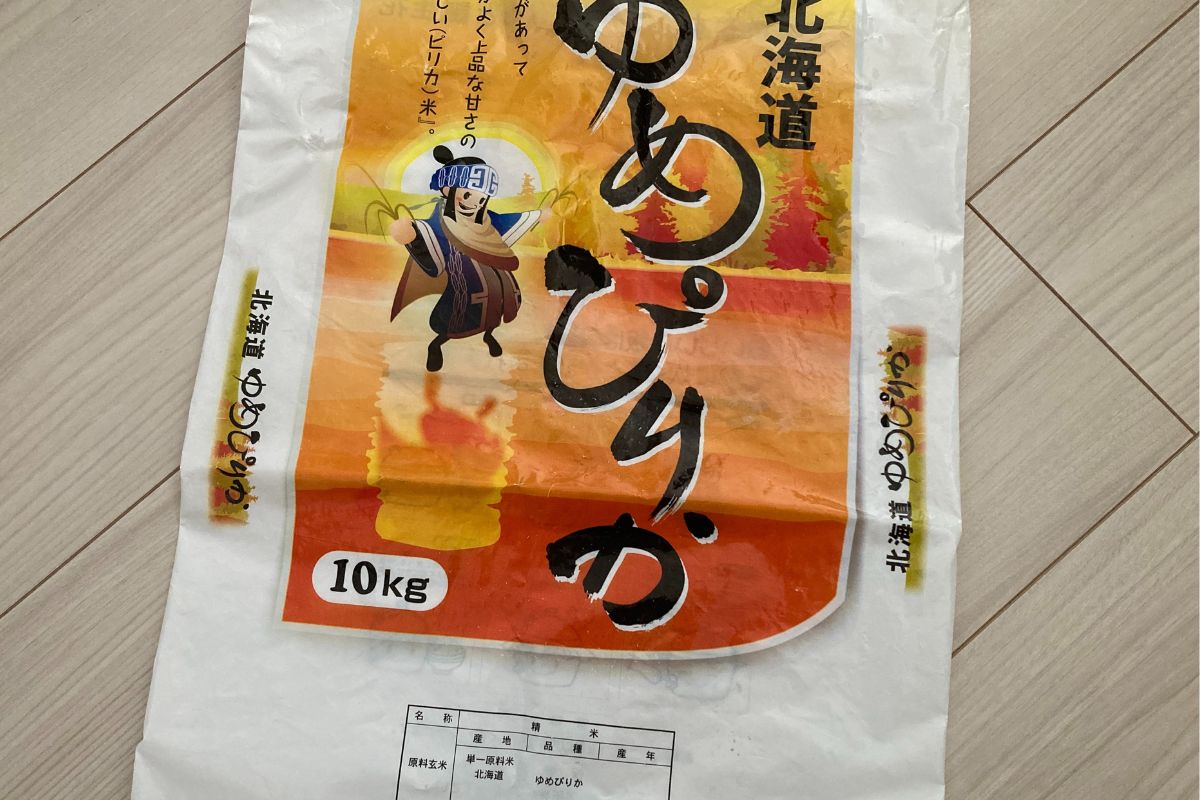 北海道
ゆめぴりか
があって
がよく上品な甘さの
しい(ピリカ)米』。
10kg
北海道 ゆめぴりか
北海道 ゆめぴりか
名 称 精 米
産 地 品 種 産 年
原料玄米 単一原料米 北海道 ゆめぴりか